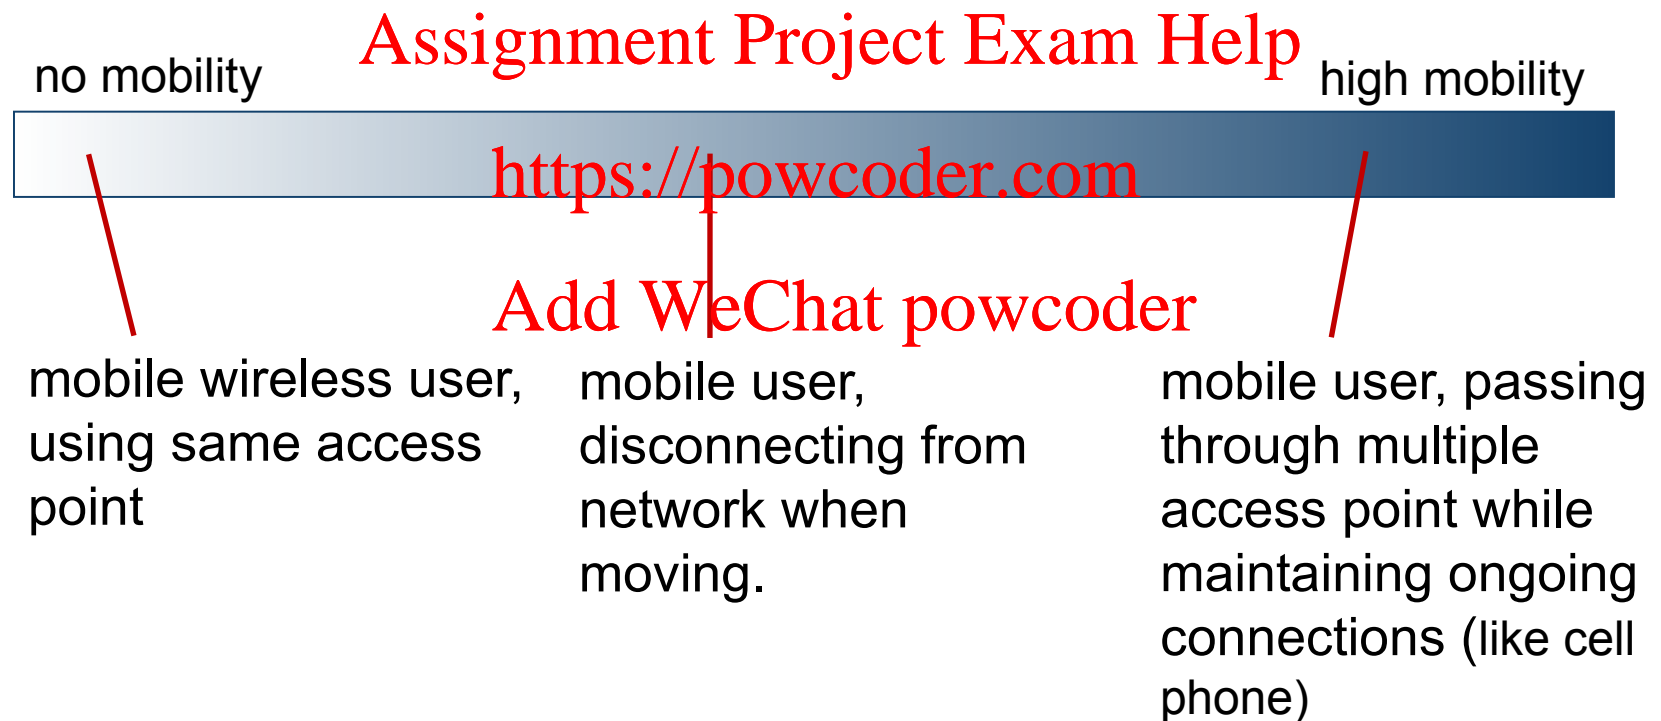 Assignment Project Exam Help
no mobility
high mobility
https://powcoder.com
Add WeChat powcoder
mobile wireless user,
using same access
point
mobile user,
disconnecting from
network when
moving.
mobile user, passing
through multiple
access point while
maintaining ongoing
connections (like cell
phone)